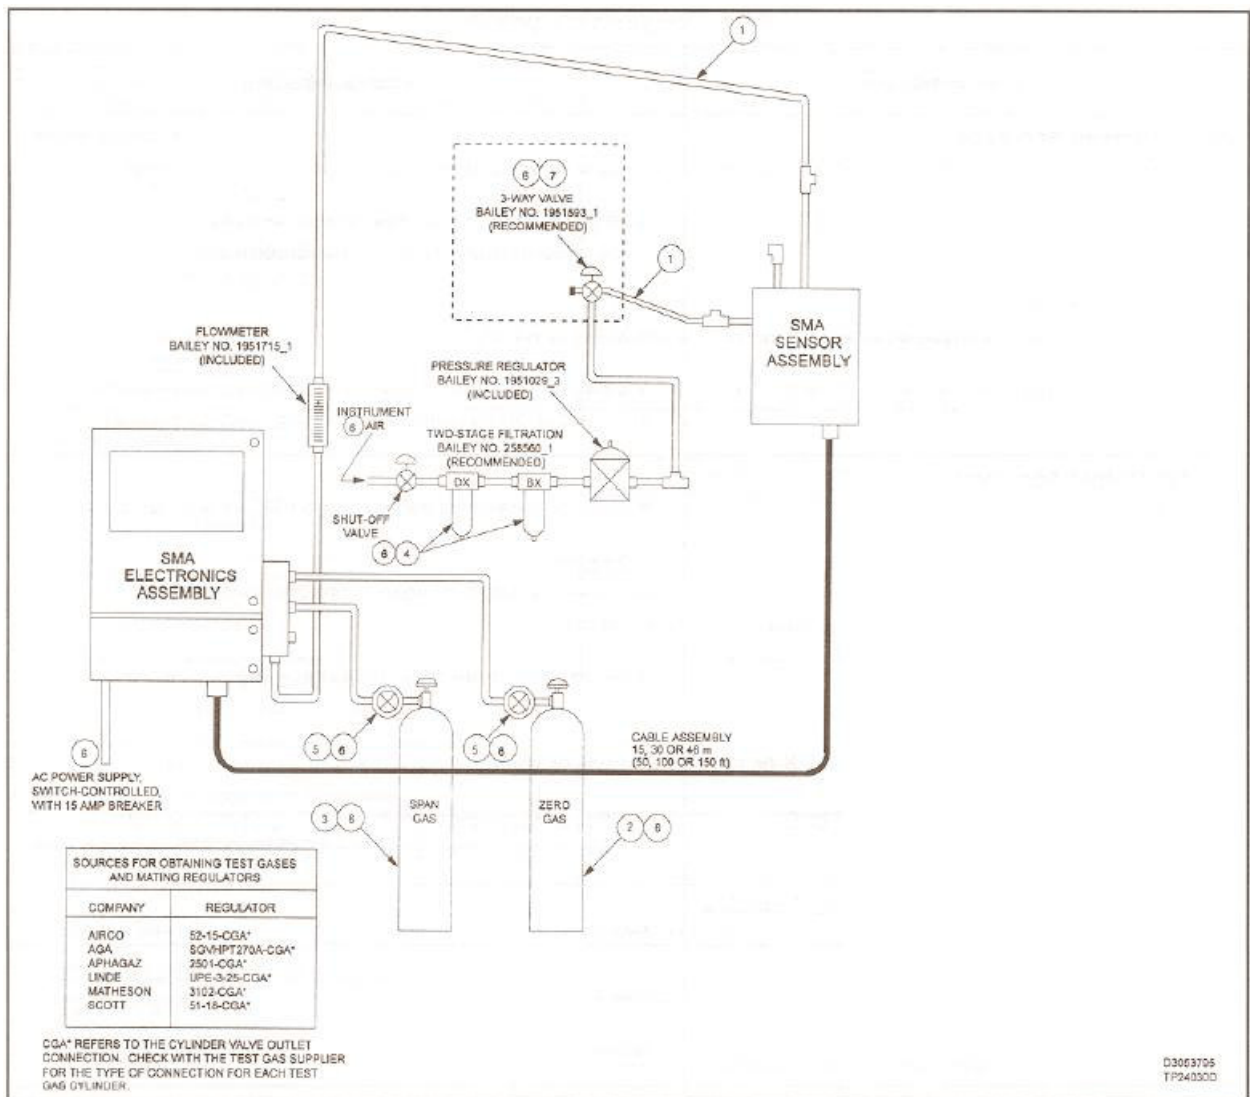 1
6 7
3-WAY VALVE
BAILEY NO. 1951593_1
(RECOMMENDED)
1
SMA
SENSOR
ASSEMBLY
FLOWMETER
BAILEY NO. 1951715_1
(INCLUDED)
PRESSURE REGULATOR
BAILEY NO. 1951029_3
(INCLUDED)
INSTRUMENT
6 AIR
TWO-STAGE FILTRATION
BAILEY NO. 258560_1
(RECOMMENDED)
DX
BX
SHUT-OFF
VALVE
6 4
SMA
ELECTRONICS
ASSEMBLY
5 6
5 6
CABLE ASSEMBLY
15, 30 OR 46 m
(50, 100 OR 150 ft)
6
AC POWER SUPPLY,
SWITCH-CONTROLLED,
WITH 15 AMP BREAKER
SPAN
GAS
ZERO
GAS
3 6
2 6
SOURCES FOR OBTAINING TEST GASES
AND MATING REGULATORS
COMPANY REGULATOR
AIRCO 52-15-CGA*
AGA SGVHPT270A-CGA*
APHAGAZ 2501-CGA*
LINDE UPE-3-25-CGA*
MATHESON 3102-CGA*
SCOTT 51-18-CGA*
CGA* REFERS TO THE CYLINDER VALVE OUTLET
CONNECTION. CHECK WITH THE TEST GAS SUPPLIER
FOR THE TYPE OF CONNECTION FOR EACH TEST
GAS CYLINDER.
TP24030D